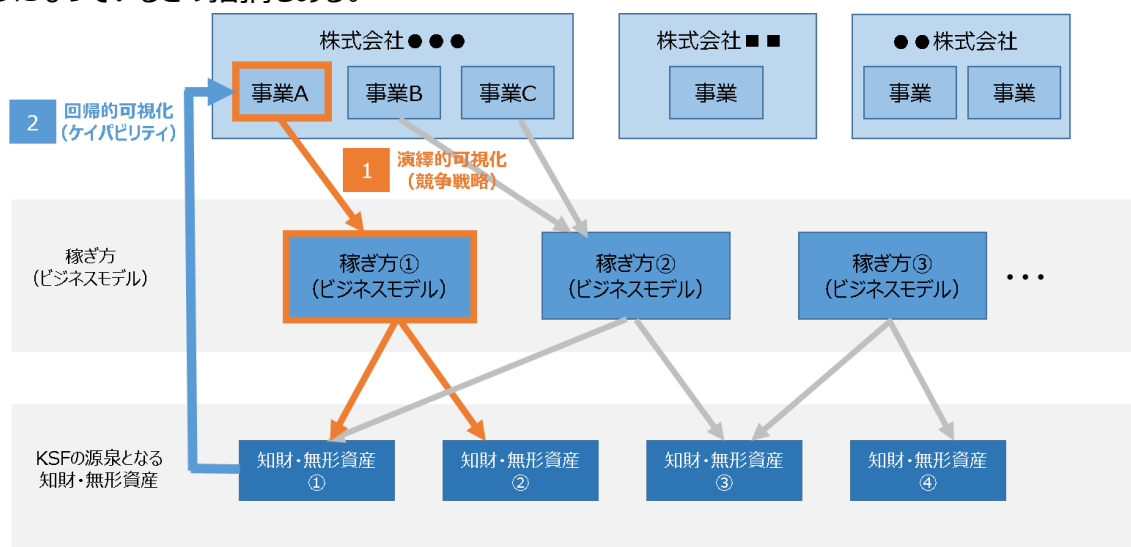 株式会社●●●
株式会社■■
●●株式会社
事業A
事業B
事業C
事業
事業
事業
2
回帰的可視化
(ケイパビリティ)
1
演繹的可視化
(競争戦略)
稼ぎ方
(ビジネスモデル)
稼ぎ方①
(ビジネスモデル)
稼ぎ方②
(ビジネスモデル)
稼ぎ方③
(ビジネスモデル)
・・・
KSFの源泉となる
知財・無形資産
知財・無形資産
①
知財・無形資産
②
知財・無形資産
③
知財・無形資産
④